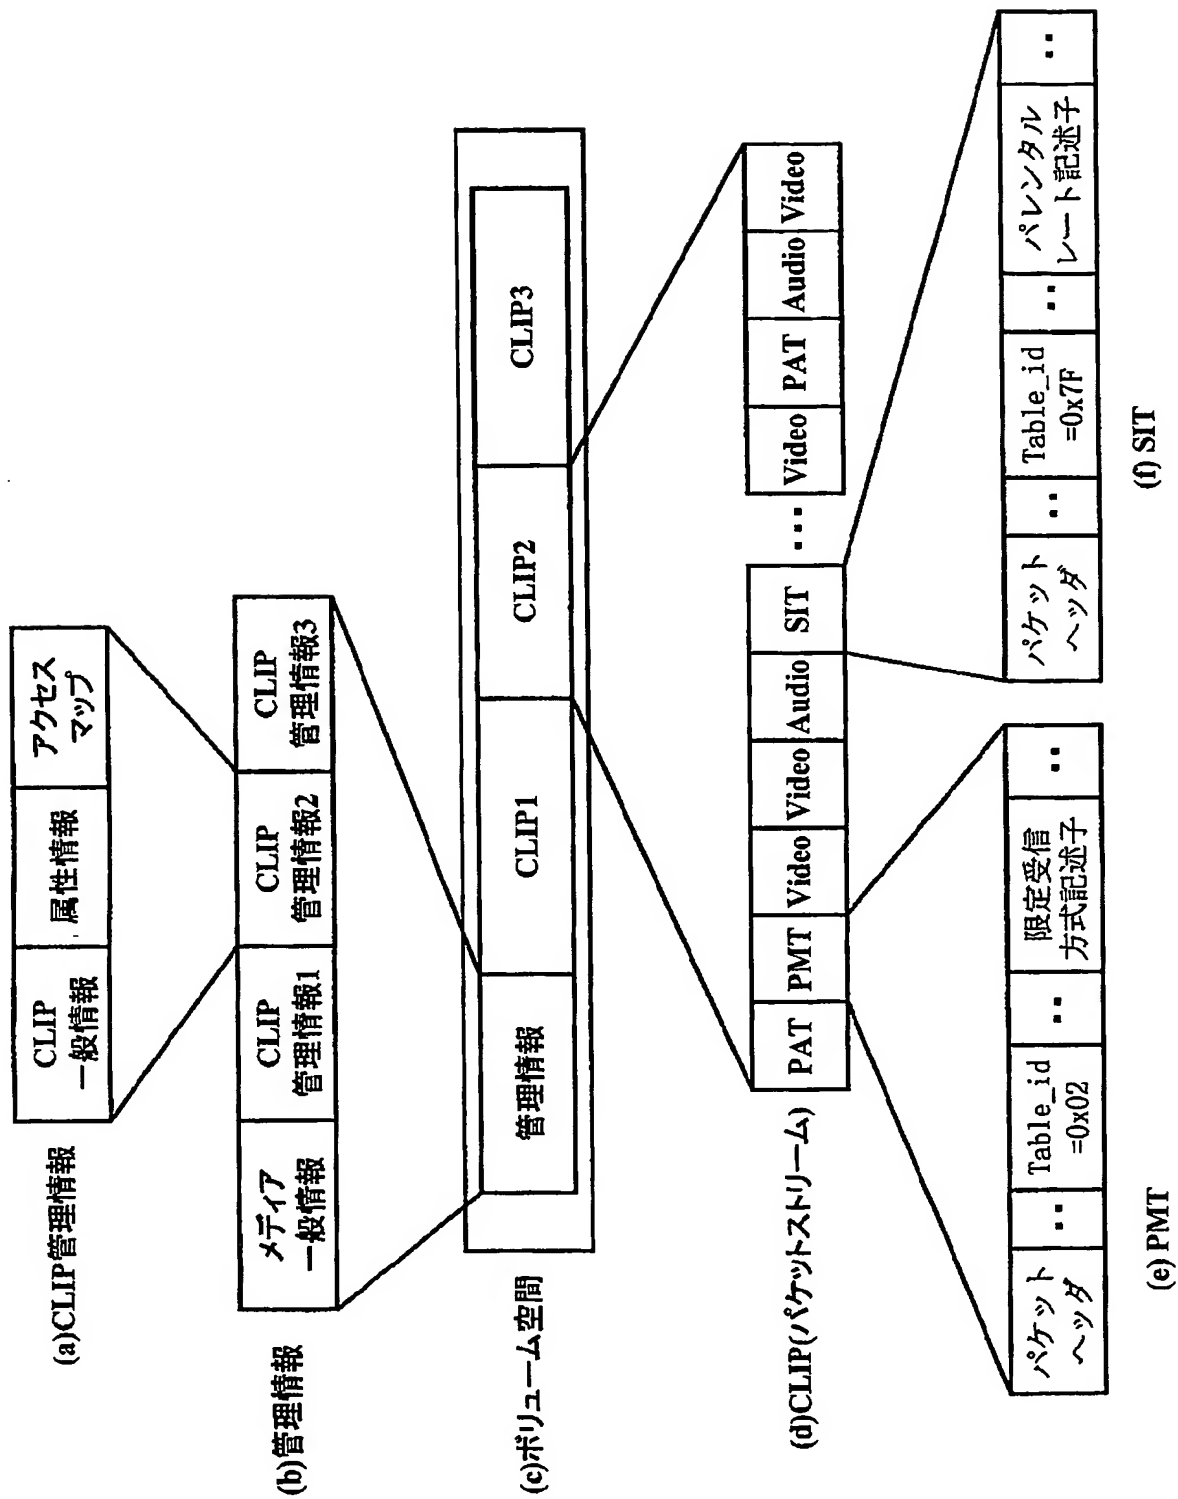 (a)CLIP管理情報
CLIP
一般情報
属性情報
アクセス
マップ
(b)管理情報
メディア
一般情報
CLIP
管理情報1
CLIP
管理情報2
CLIP
管理情報3
(c)ボリューム空間
管理情報
CLIP1
CLIP2
CLIP3
(d)CLIP(パケットストリーム)
PAT
PMT
Video
Video
Audio
SIT
...
Video
PAT
Audio
Video
パケット
ヘッダ
..
Table_id
=0x02
..
限定受信
方式記述子
..
(e) PMT
パケット
ヘッダ
..
Table_id
=0x7F
..
パレンタル
レート記述子
..
(f) SIT